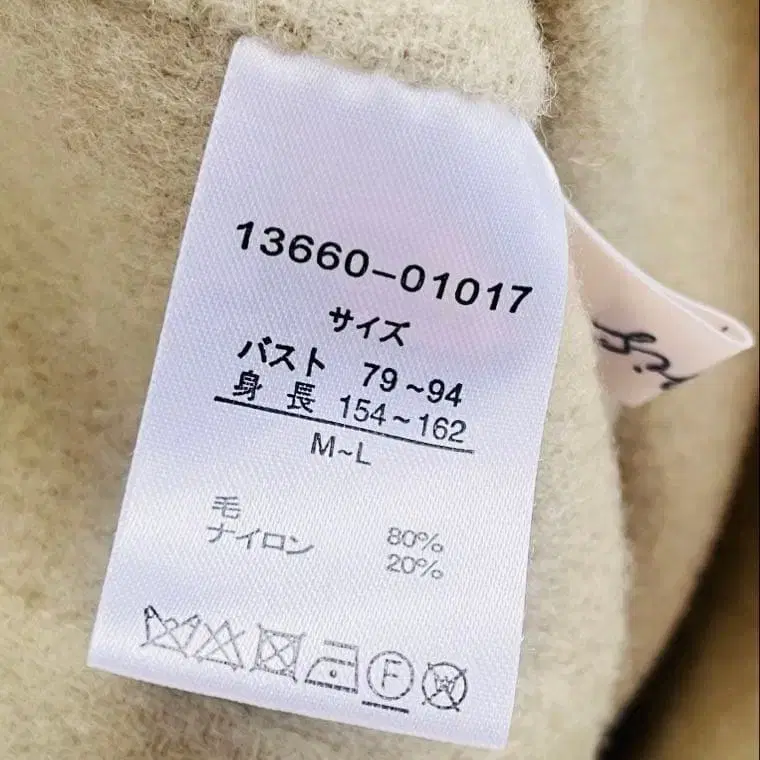 13660-01017
サイズ
バスト 79~94
身長 154~162
M~L
毛 80%
ナイロン 20%
F